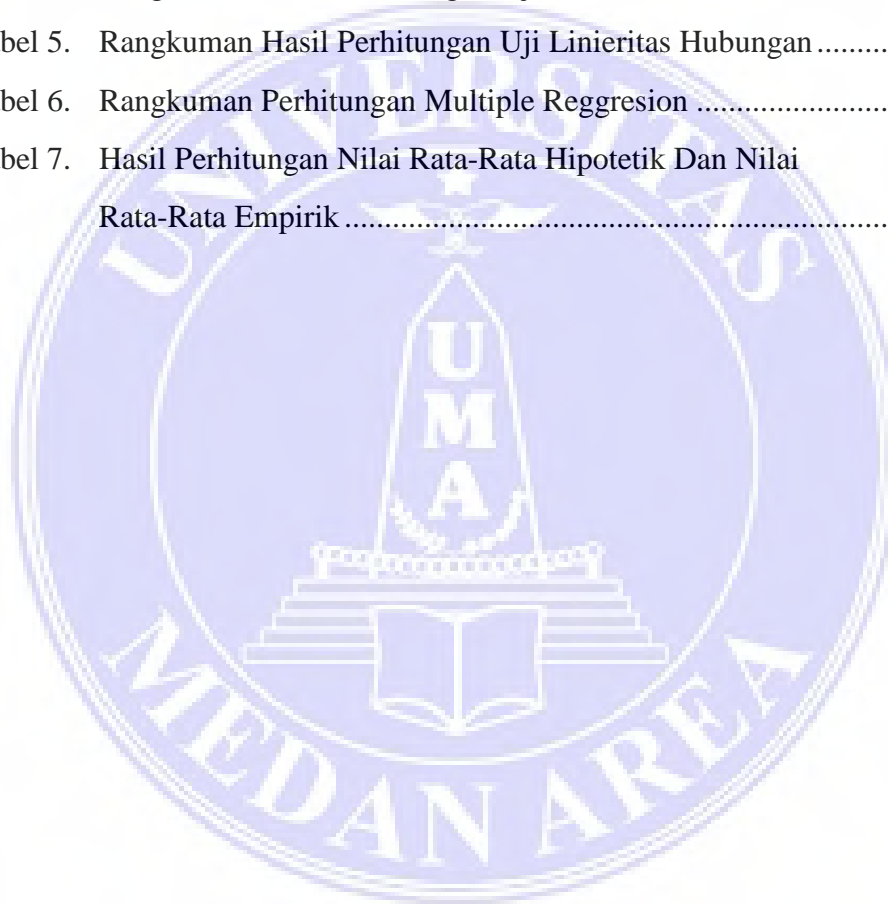 bel 5. Rangkuman Hasil Perhitungan Uji Linieritas Hubungan .........
bel 6. Rangkuman Perhitungan Multiple Reggresion ........................
bel 7. Hasil Perhitungan Nilai Rata-Rata Hipotetik Dan Nilai
Rata-Rata Empirik .....................................................................
UNIVERSITAS
U
M
A
MEDAN AREA